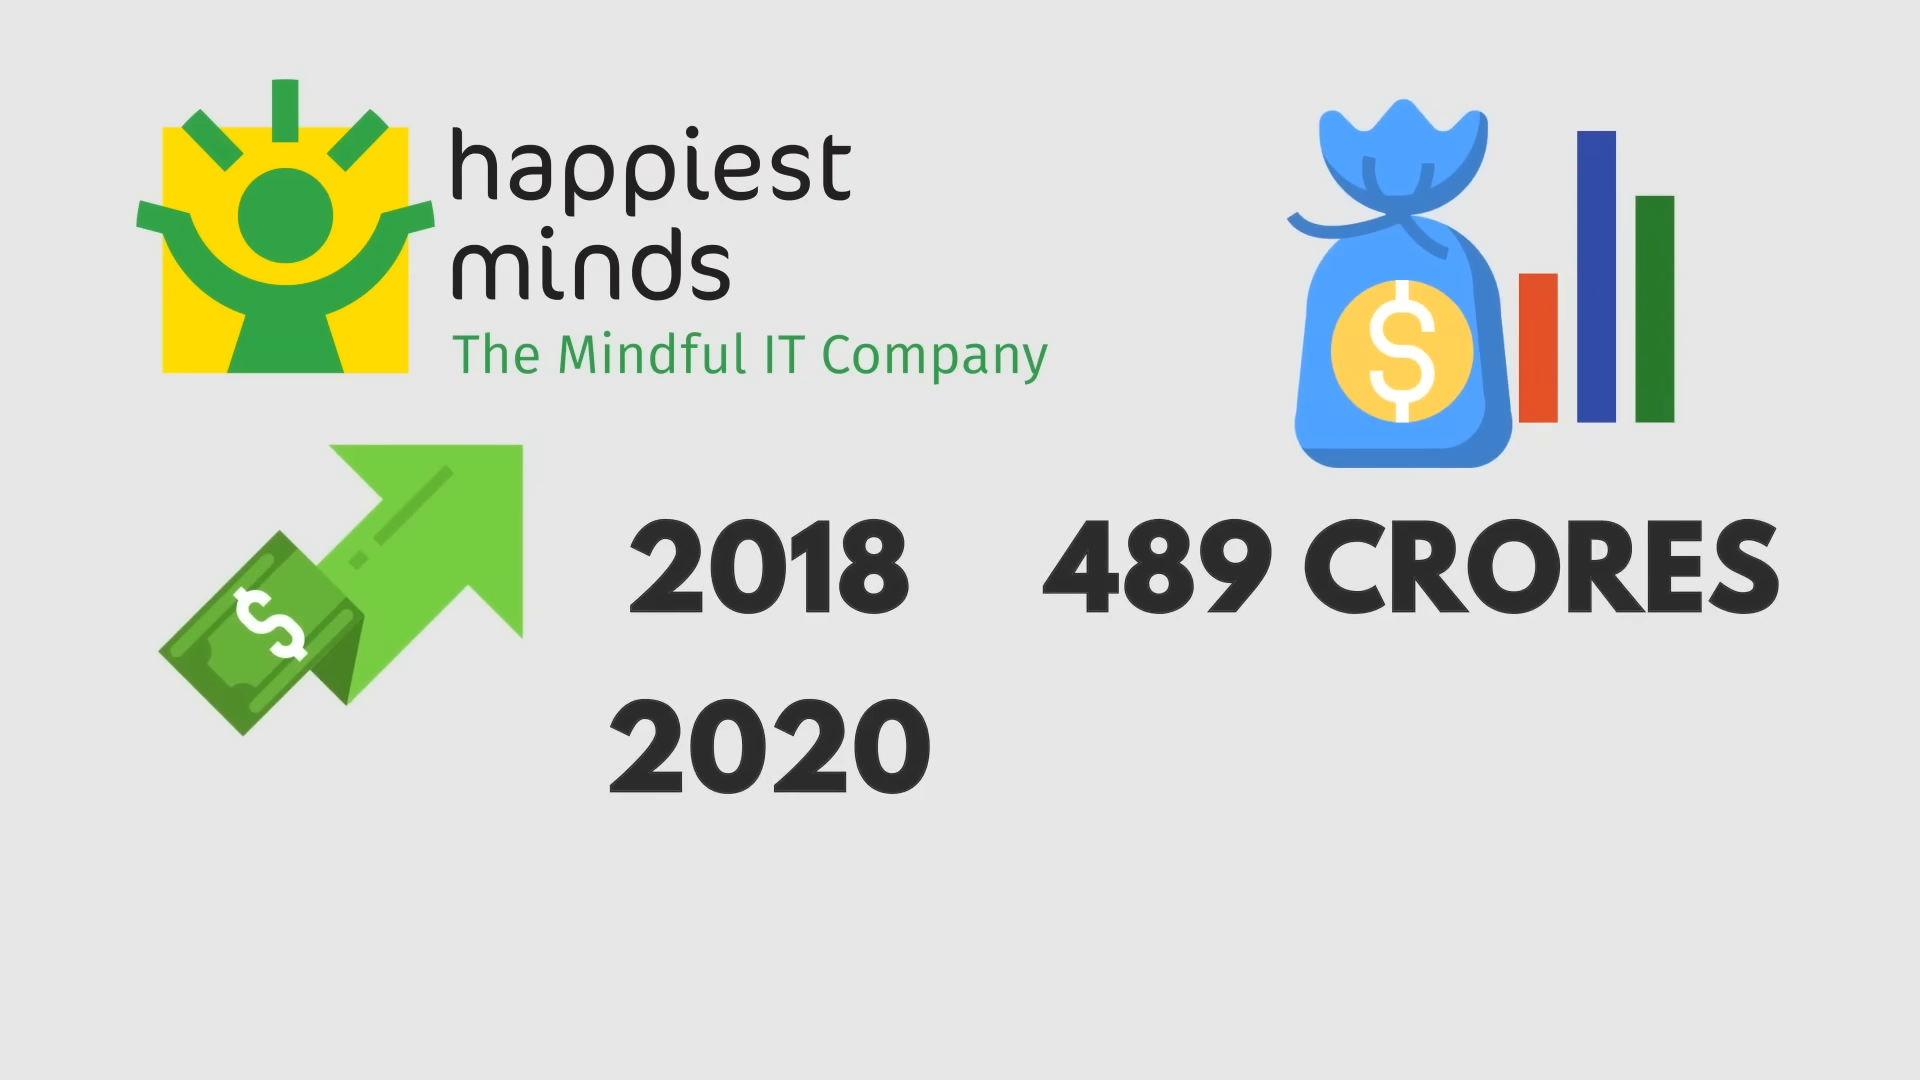 happiest
minds
The Mindful IT Company
$
$
2018 489 CRORES
2020